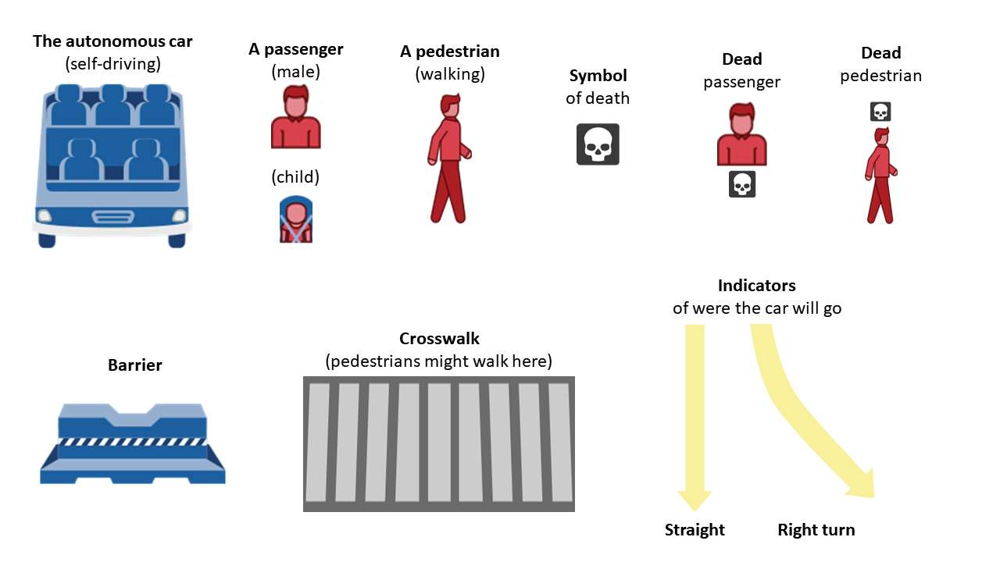 The autonomous car
(self-driving)
A passenger
(male)
(child)
A pedestrian
(walking)
Symbol
of death
Dead
passenger
Dead
pedestrian
Barrier
Crosswalk
(pedestrians might walk here)
Indicators
of were the car will go
Straight
Right turn